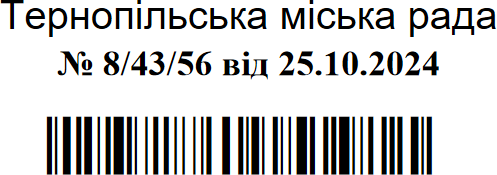 Тернопільська міська рада
№ 8/43/56 від 25.10.2024